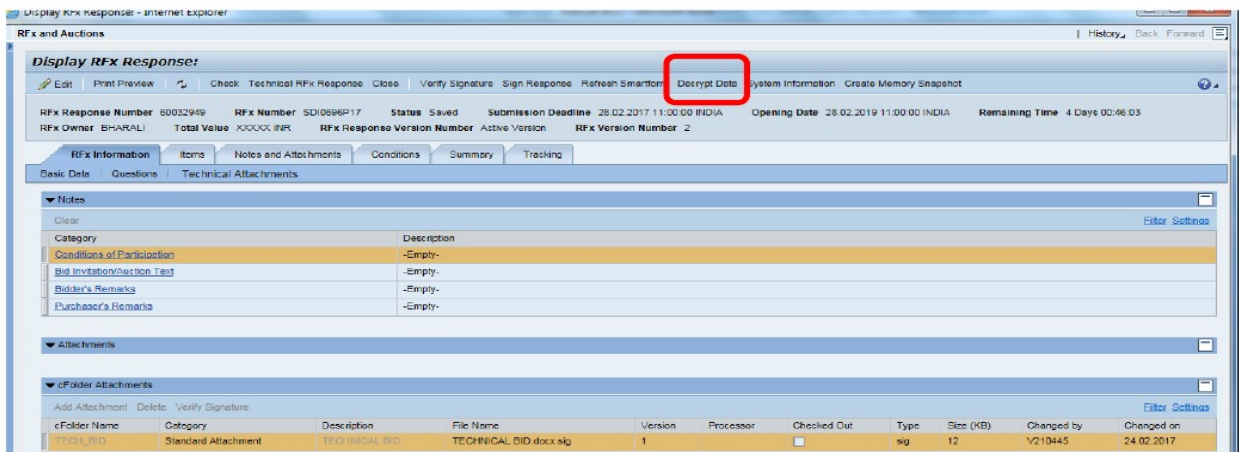 Display RFx Response: - Internet Explorer
RFx and Auctions | History Back Forward
Display RFx Response:
Edit | Print Preview | Check Technical RFx Response Close | Verify Signature Sign Response Refresh Smartform Decrypt Data System Information Create Memory Snapshot
RFx Response Number 60032949 RFx Number SDI0696P17 Status Saved Submission Deadline 28.02.2017 11:00:00 INDIA Opening Date 28.02.2019 11:00:00 INDIA Remaining Time 4 Days 00:46:03
RFx Owner BHARALI Total Value XXXXX INR RFx Response Version Number Active Version RFx Version Number 2
RFx Information Items Notes and Attachments Conditions Summary Tracking
Basic Data | Questions | Technical Attachments
Notes
Clear Filter Settings
Category Description
Conditions of Participation -Empty-
Bid Invitation/Auction Text -Empty-
Bidder's Remarks -Empty-
Purchaser's Remarks -Empty-
Attachments
cFolder Attachments
Add Attachment Delete Verify Signature Filter Settings
cFolder Name Category Description File Name Version Processor Checked Out Type Size (KB) Changed by Changed on
TECH_BID Standard Attachment TECHNICAL BID TECHNICAL BID.docx.sig 1 sig 12 V210445 24.02.2017